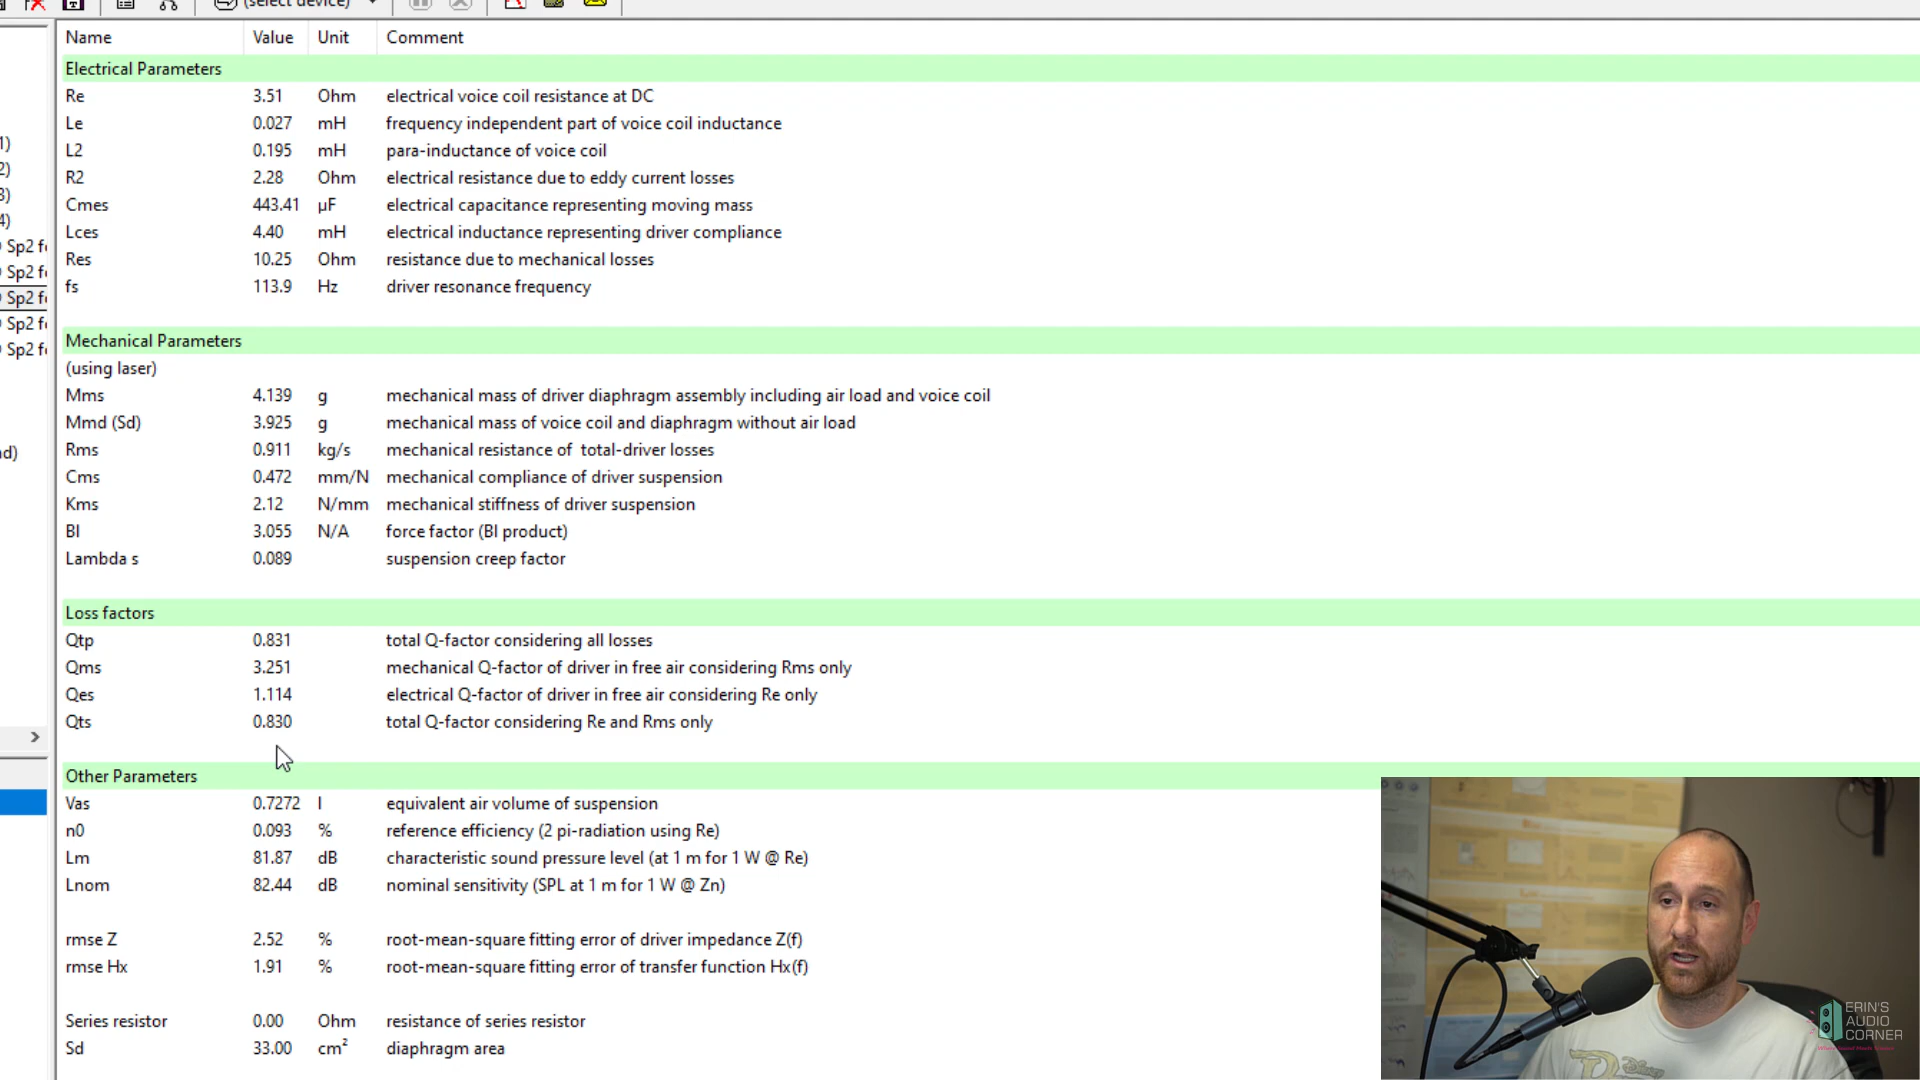 (select device)
Name Value Unit Comment
Electrical Parameters
Re 3.51 Ohm electrical voice coil resistance at DC
Le 0.027 mH frequency independent part of voice coil inductance
L2 0.195 mH para-inductance of voice coil
R2 2.28 Ohm electrical resistance due to eddy current losses
Cmes 443.41 µF electrical capacitance representing moving mass
Lces 4.40 mH electrical inductance representing driver compliance
Res 10.25 Ohm resistance due to mechanical losses
fs 113.9 Hz driver resonance frequency
Mechanical Parameters
(using laser)
Mms 4.139 g mechanical mass of driver diaphragm assembly including air load and voice coil
Mmd (Sd) 3.925 g mechanical mass of voice coil and diaphragm without air load
Rms 0.911 kg/s mechanical resistance of total-driver losses
Cms 0.472 mm/N mechanical compliance of driver suspension
Kms 2.12 N/mm mechanical stiffness of driver suspension
Bl 3.055 N/A force factor (Bl product)
Lambda s 0.089 suspension creep factor
Loss factors
Qtp 0.831 total Q-factor considering all losses
Qms 3.251 mechanical Q-factor of driver in free air considering Rms only
Qes 1.114 electrical Q-factor of driver in free air considering Re only
Qts 0.830 total Q-factor considering Re and Rms only
Other Parameters
Vas 0.7272 l equivalent air volume of suspension
n0 0.093 % reference efficiency (2 pi-radiation using Re)
Lm 81.87 dB characteristic sound pressure level (at 1 m for 1 W @ Re)
Lnom 82.44 dB nominal sensitivity (SPL at 1 m for 1 W @ Zn)
rmse Z 2.52 % root-mean-square fitting error of driver impedance Z(f)
rmse Hx 1.91 % root-mean-square fitting error of transfer function Hx(f)
Series resistor 0.00 Ohm resistance of series resistor
Sd 33.00 cm² diaphragm area
1)
2)
3)
4)
Sp2 f
Sp2 f
Sp2 f
Sp2 f
Sp2 f
ERIN'S
AUDIO
CORNER
Disney